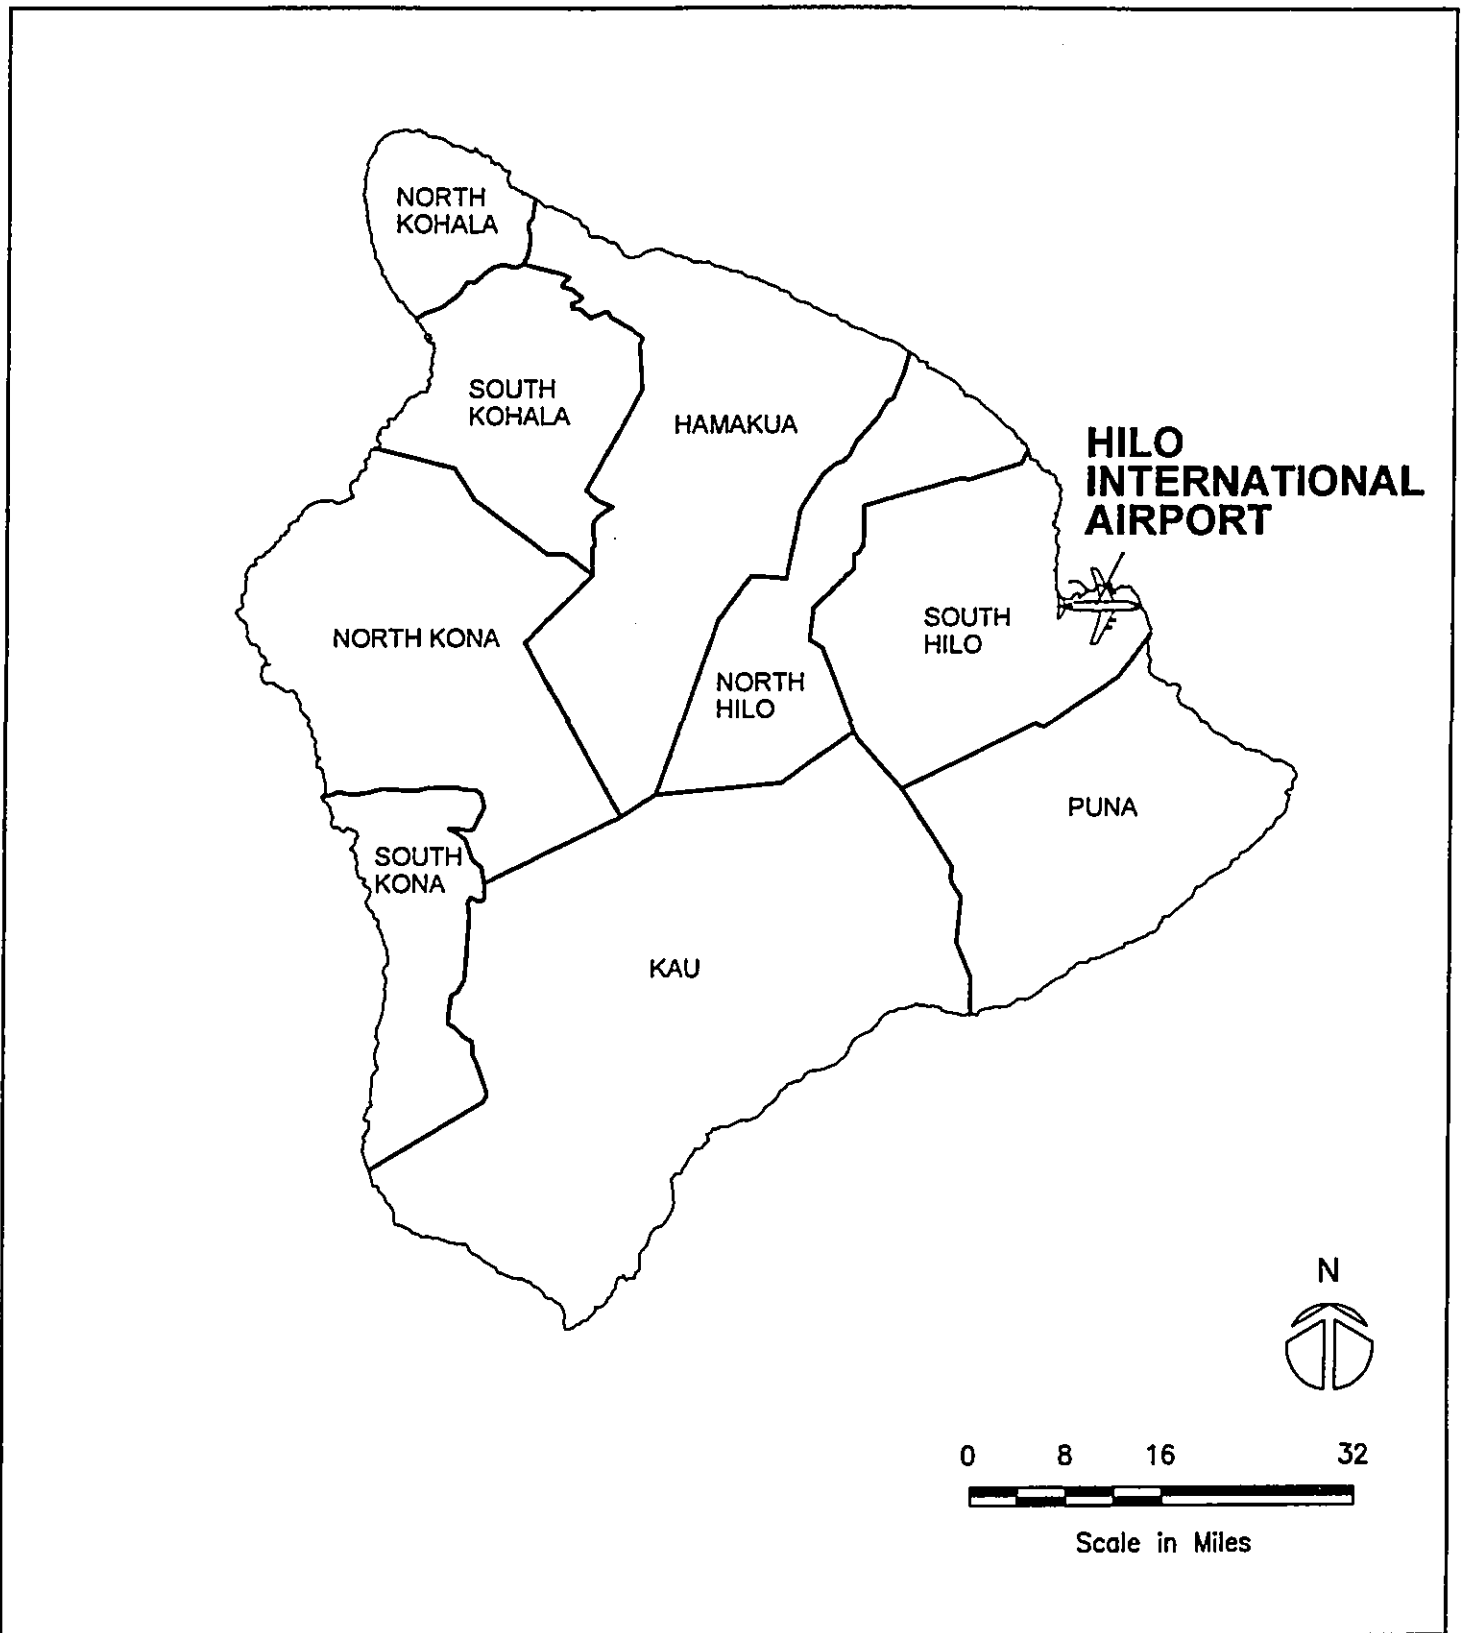 NORTH
KOHALA
SOUTH
KOHALA
HAMAKUA
HILO
INTERNATIONAL
AIRPORT
NORTH KONA
SOUTH
HILO
NORTH
HILO
PUNA
SOUTH
KONA
KAU
N
0 8 16 32
Scale in Miles